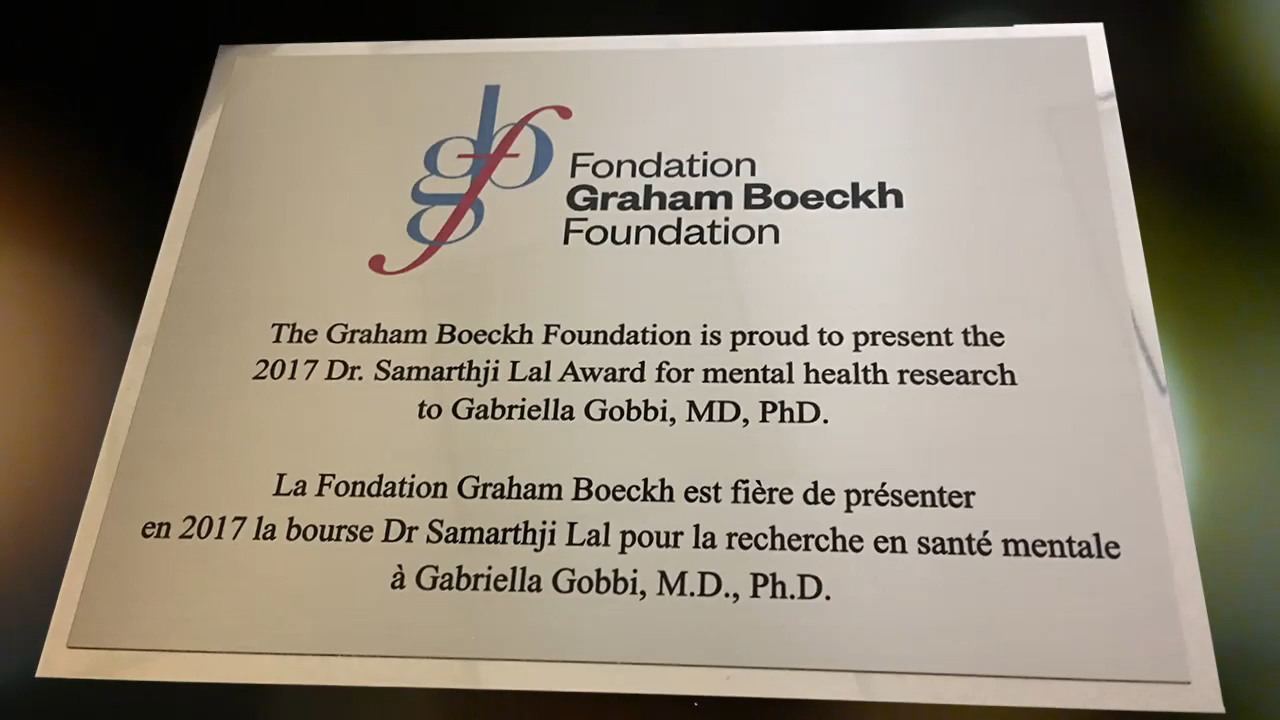 gbf
Fondation
Graham Boeckh
Foundation
The Graham Boeckh Foundation is proud to present the
2017 Dr. Samarthji Lal Award for mental health research
to Gabriella Gobbi, MD, PhD.
La Fondation Graham Boeckh est fière de présenter
en 2017 la bourse Dr Samarthji Lal pour la recherche en santé mentale
à Gabriella Gobbi, M.D., Ph.D.